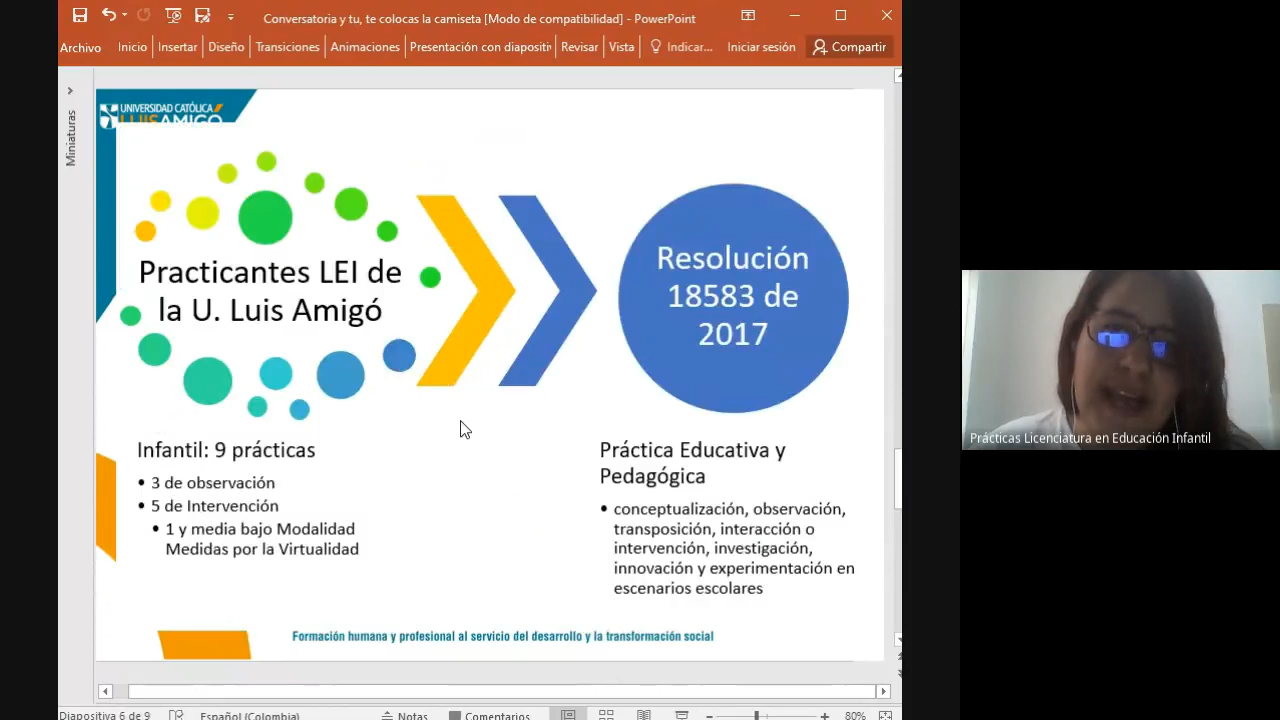 Conversatoria y tu, te colocas la camiseta [Modo de compatibilidad] - PowerPoint
Archivo Inicio Insertar Diseño Transiciones Animaciones Presentación con diapositi Revisar Vista Indicar... Iniciar sesión Compartir
Miniaturas
UNIVERSIDAD CATÓLICA
LUIS AMIGÓ
Practicantes LEI de
la U. Luis Amigó
Resolución
18583 de
2017
Infantil: 9 prácticas
• 3 de observación
• 5 de Intervención
• 1 y media bajo Modalidad
Medidas por la Virtualidad
Práctica Educativa y
Pedagógica
• conceptualización, observación,
transposición, interacción o
intervención, investigación,
innovación y experimentación en
escenarios escolares
Formación humana y profesional al servicio del desarrollo y la transformación social
Diapositiva 6 de 9 Español (Colombia) Notas Comentarios 80%
Prácticas Licenciatura en Educación Infantil